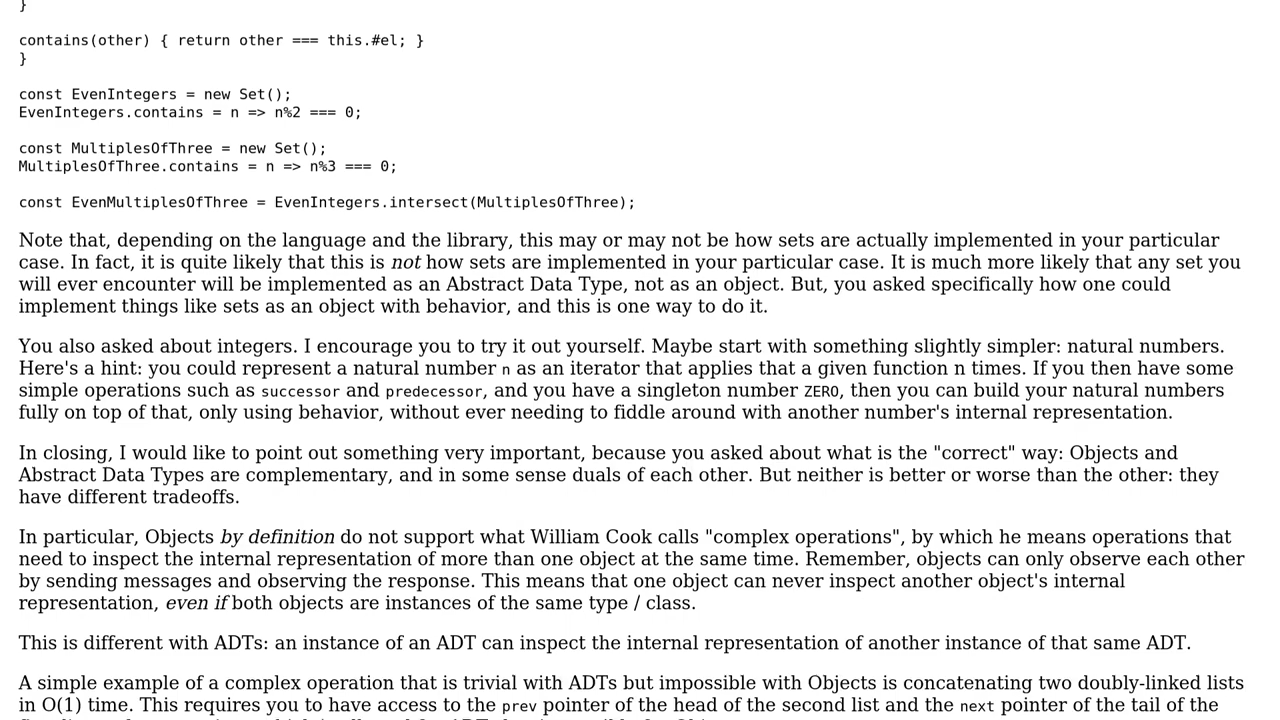 }
contains(other) { return other === this.#el; }
}
const EvenIntegers = new Set();
EvenIntegers.contains = n => n%2 === 0;
const MultiplesOfThree = new Set();
MultiplesOfThree.contains = n => n%3 === 0;
const EvenMultiplesOfThree = EvenIntegers.intersect(MultiplesOfThree);
Note that, depending on the language and the library, this may or may not be how sets are actually implemented in your particular
case. In fact, it is quite likely that this is not how sets are implemented in your particular case. It is much more likely that any set you
will ever encounter will be implemented as an Abstract Data Type, not as an object. But, you asked specifically how one could
implement things like sets as an object with behavior, and this is one way to do it.
You also asked about integers. I encourage you to try it out yourself. Maybe start with something slightly simpler: natural numbers.
Here's a hint: you could represent a natural number n as an iterator that applies that a given function n times. If you then have some
simple operations such as successor and predecessor, and you have a singleton number ZERO, then you can build your natural numbers
fully on top of that, only using behavior, without ever needing to fiddle around with another number's internal representation.
In closing, I would like to point out something very important, because you asked about what is the "correct" way: Objects and
Abstract Data Types are complementary, and in some sense duals of each other. But neither is better or worse than the other: they
have different tradeoffs.
In particular, Objects by definition do not support what William Cook calls "complex operations", by which he means operations that
need to inspect the internal representation of more than one object at the same time. Remember, objects can only observe each other
by sending messages and observing the response. This means that one object can never inspect another object's internal
representation, even if both objects are instances of the same type / class.
This is different with ADTs: an instance of an ADT can inspect the internal representation of another instance of that same ADT.
A simple example of a complex operation that is trivial with ADTs but impossible with Objects is concatenating two doubly-linked lists
in O(1) time. This requires you to have access to the prev pointer of the head of the second list and the next pointer of the tail of the